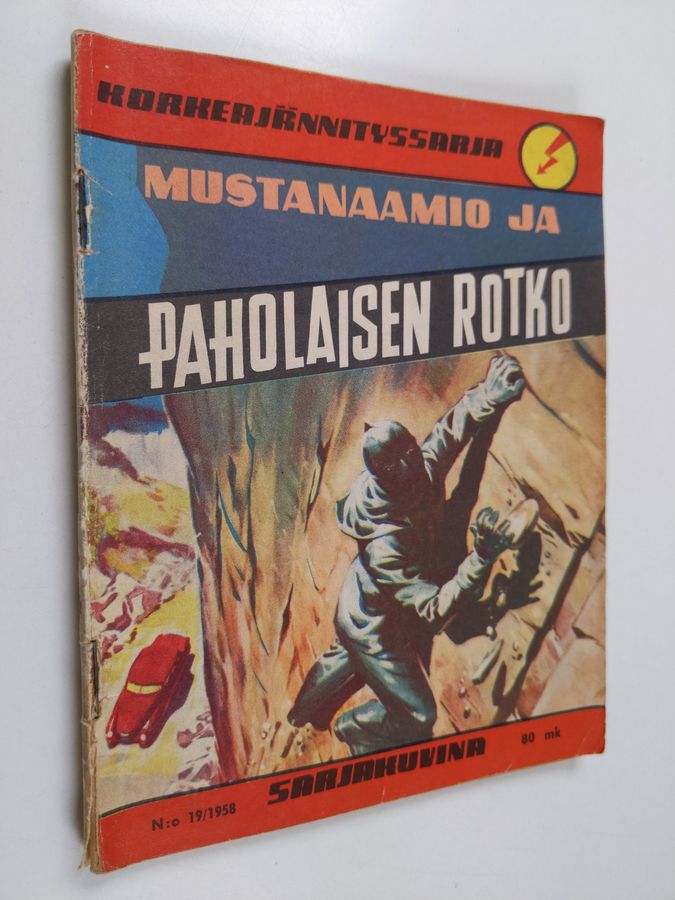 KORKEAJÄNNITYSSARJA
MUSTANAAMIO JA
PAHOLAISEN ROTKO
SARJAKUVINA
80 mk
N:o 19/1958